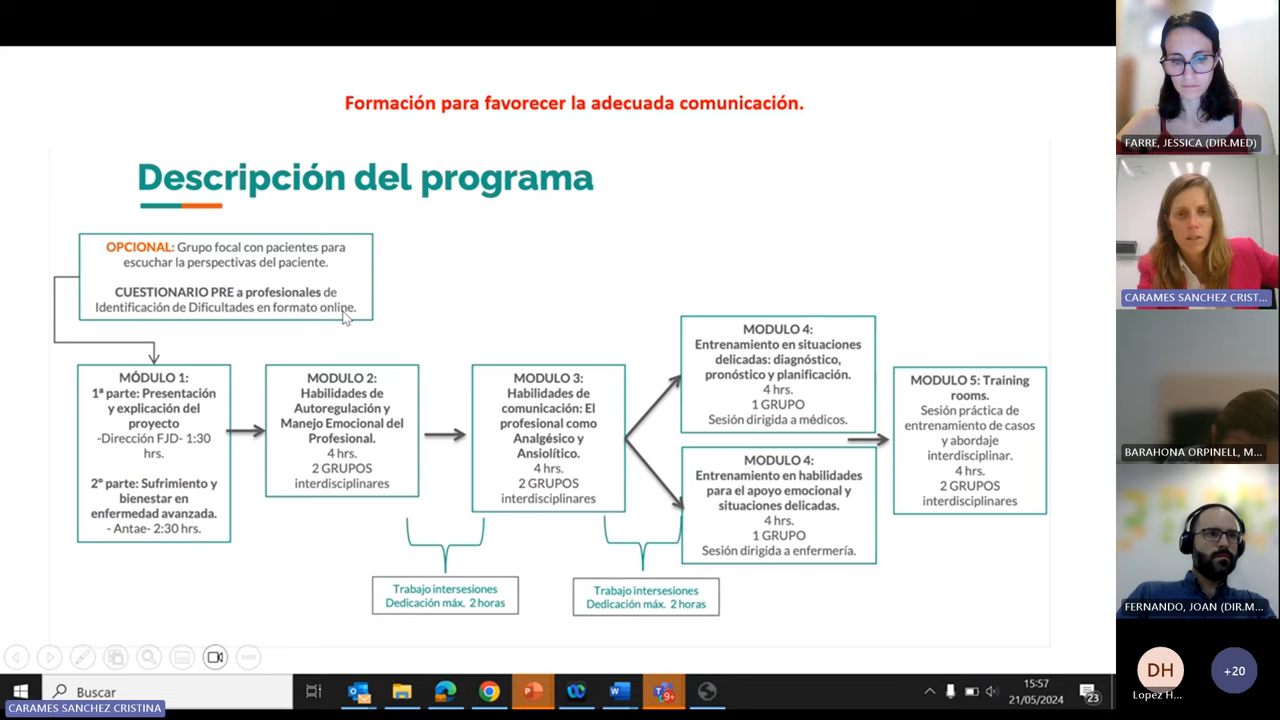 Formación para favorecer la adecuada comunicación.
Descripción del programa
OPCIONAL: Grupo focal con pacientes para
escuchar la perspectivas del paciente.
CUESTIONARIO PRE a profesionales de
Identificación de Dificultades en formato online.
MÓDULO 1:
1ª parte: Presentación
y explicación del
proyecto
-Dirección FJD- 1:30
hrs.
2º parte: Sufrimiento y
bienestar en
enfermedad avanzada.
- Antae- 2:30 hrs.
MODULO 2:
Habilidades de
Autoregulación y
Manejo Emocional del
Profesional.
4 hrs.
2 GRUPOS
interdisciplinares
MODULO 3:
Habilidades de
comunicación: El
profesional como
Analgésico y
Ansiolítico.
4 hrs.
2 GRUPOS
interdisciplinares
MODULO 4:
Entrenamiento en situaciones
delicadas: diagnóstico,
pronóstico y planificación.
4 hrs.
1 GRUPO
Sesión dirigida a médicos.
MODULO 4:
Entrenamiento en habilidades
para el apoyo emocional y
situaciones delicadas.
4 hrs.
1 GRUPO
Sesión dirigida a enfermería.
MODULO 5: Training
rooms.
Sesión práctica de
entrenamiento de casos
y abordaje
interdisciplinar.
4 hrs.
2 GRUPOS
interdisciplinares
Trabajo intersesiones
Dedicación máx. 2 horas
Trabajo intersesiones
Dedicación máx. 2 horas
FARRE, JESSICA (DIR.MED)
CARAMES SANCHEZ CRIST...
BARAHONA ORPINELL, M...
FERNANDO, JOAN (DIR.M...
DH
Lopez H...
+20
Buscar
9+
15:57
21/05/2024
23
CARAMES SANCHEZ CRISTINA